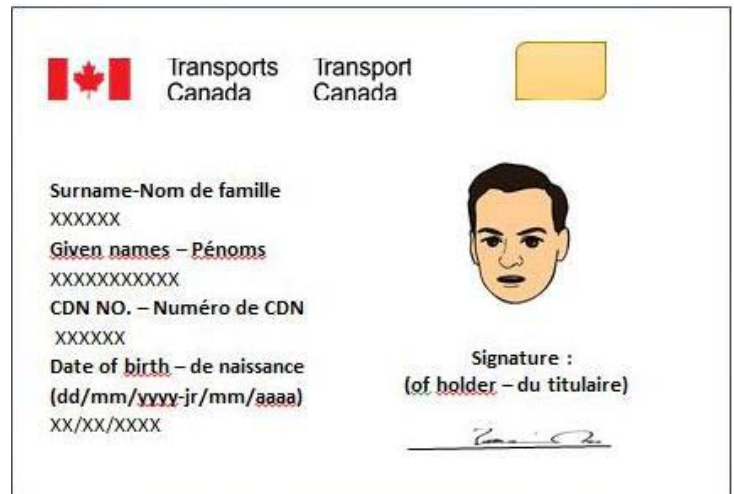 Transports Transport
Canada Canada
Surname-Nom de famille
XXXXXX
Given names – Pénoms
XXXXXXXXXXX
CDN NO. – Numéro de CDN
XXXXXX
Date of birth – de naissance
(dd/mm/yyyy-jr/mm/aaaa)
XX/XX/XXXX
Signature :
(of holder – du titulaire)